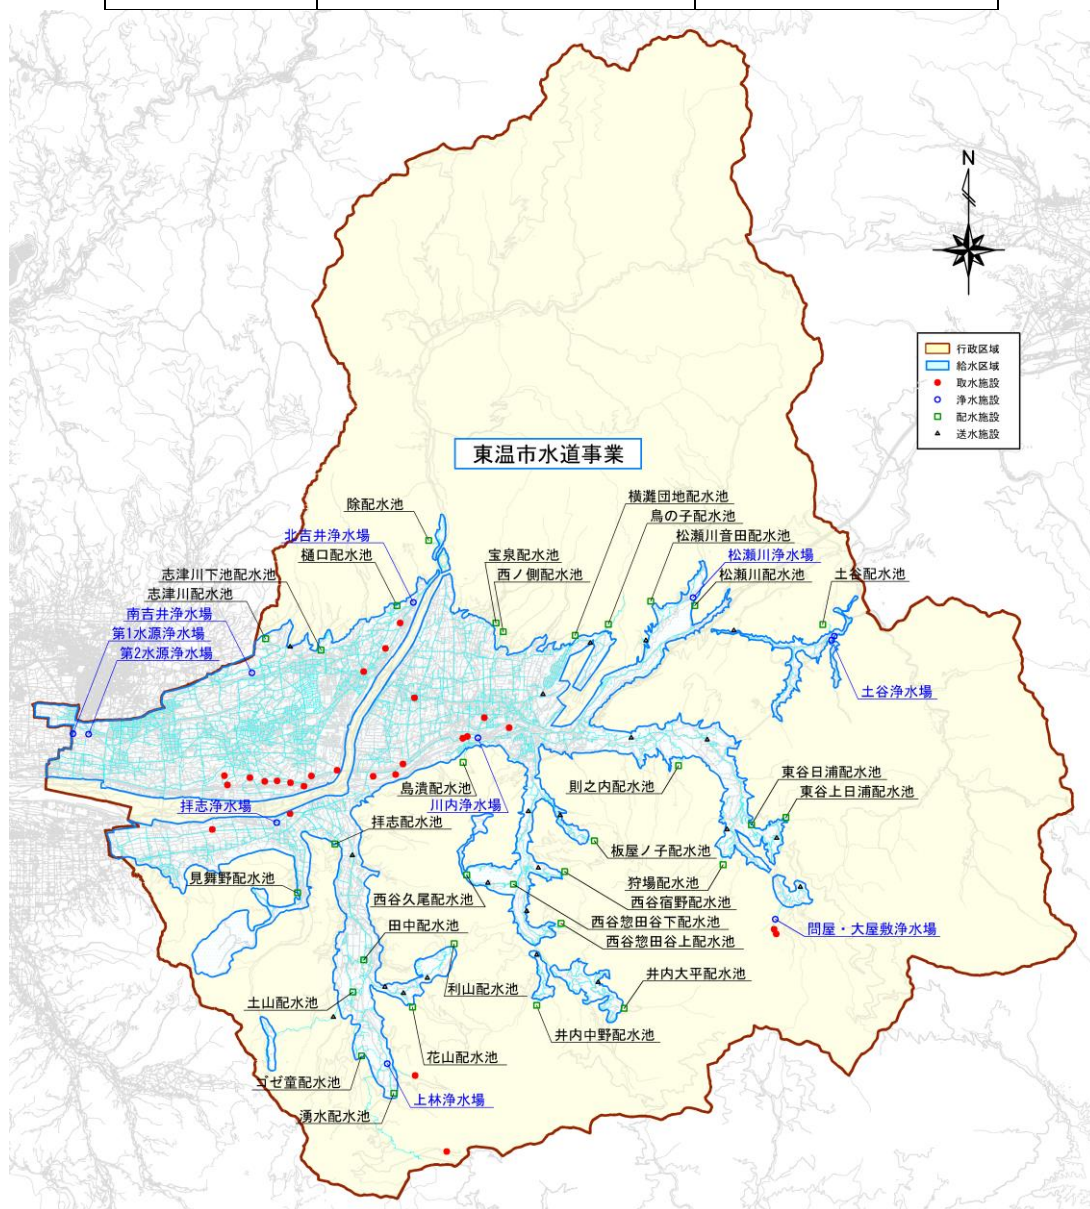 N
行政区域
給水区域
取水施設
浄水施設
配水施設
送水施設
東温市水道事業
除配水池
北吉井浄水場
樋口配水池
志津川下池配水池
志津川配水池
南吉井浄水場
第1水源浄水場
第2水源浄水場
宝泉配水池
西ノ側配水池
横灘団地配水池
鳥の子配水池
松瀬川音田配水池
松瀬川浄水場
松瀬川配水池
土谷配水池
土谷浄水場
則之内配水池
東谷日浦配水池
東谷上日浦配水池
島潰配水池
川内浄水場
拝志浄水場
拝志配水池
板屋ノ子配水池
狩場配水池
見舞野配水池
西谷久尾配水池
西谷宿野配水池
西谷惣田谷下配水池
西谷惣田谷上配水池
問屋・大屋敷浄水場
田中配水池
井内大平配水池
利山配水池
土山配水池
井内中野配水池
花山配水池
ゴゼ童配水池
上林浄水場
湧水配水池